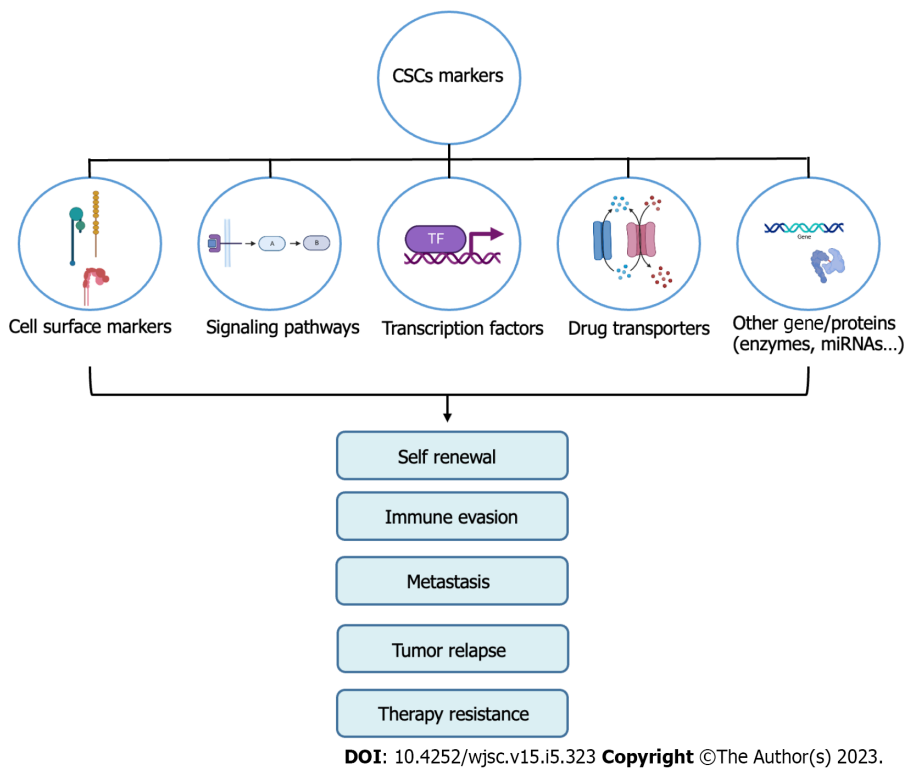 CSCs markers
A
B
TF
Gene
Cell surface markers
Signaling pathways
Transcription factors
Drug transporters
Other gene/proteins
(enzymes, miRNAs...)
Self renewal
Immune evasion
Metastasis
Tumor relapse
Therapy resistance
DOI: 10.4252/wjsc.v15.i5.323 Copyright ©The Author(s) 2023.